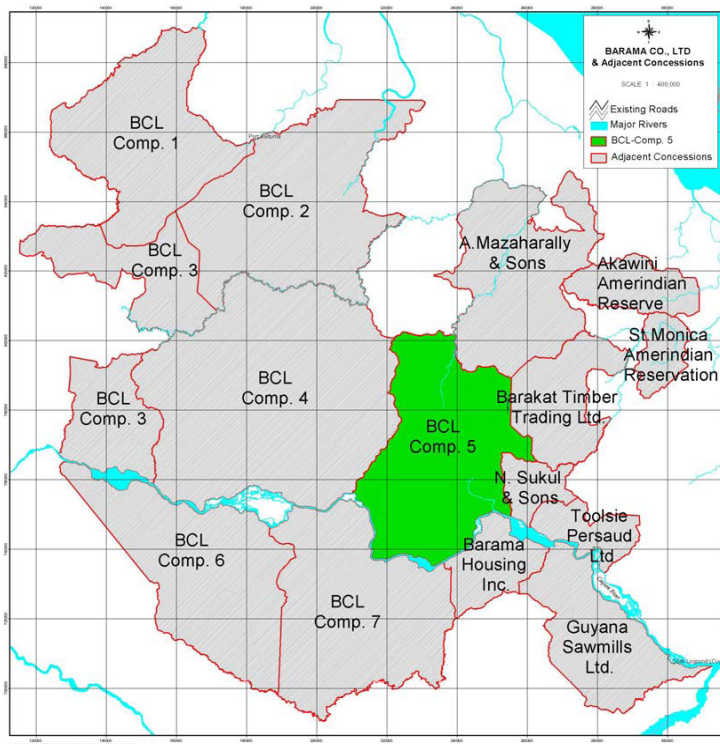 BARAMA CO., LTD
& Adjacent Concessions
SCALE 1 : 400,000
Existing Roads
Major Rivers
BCL-Comp. 5
Adjacent Concessions
BCL
Comp. 1
Port Kaituma
BCL
Comp. 2
BCL
Comp. 3
A.Mazaharally
& Sons
Akawini
Amerindian
Reserve
St Monica
Amerindian
Reservation
BCL
Comp. 3
BCL
Comp. 4
BCL
Comp. 5
Barakat Timber
Trading Ltd.
N. Sukul
& Sons
Toolsie
Persaud
Ltd
BCL
Comp. 6
Barama
Housing
Inc.
BCL
Comp. 7
Guyana
Sawmills
Ltd.